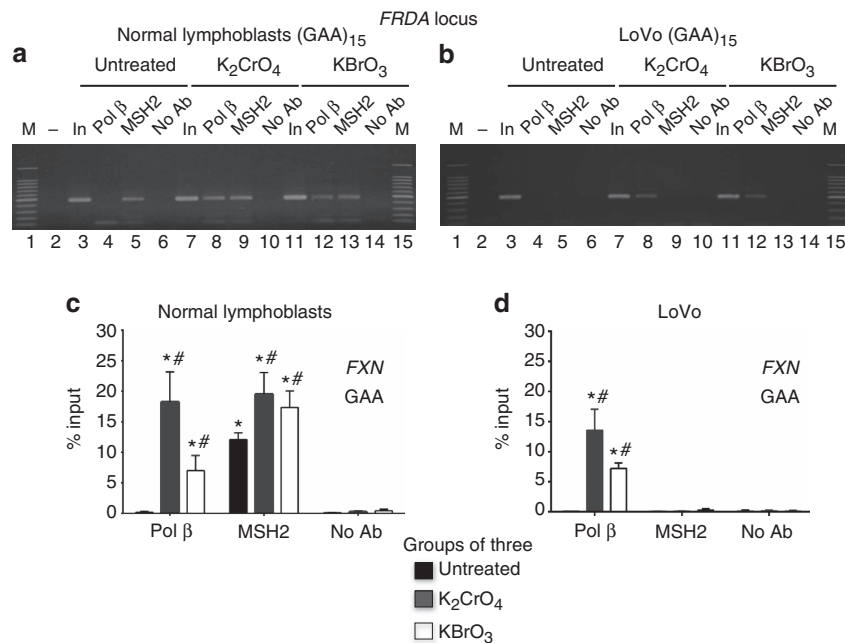 FRDA locus
a
Normal lymphoblasts (GAA)15
Untreated K2CrO4 KBrO3
M – In Pol β MSH2 No Ab In Pol β MSH2 No Ab In Pol β MSH2 No Ab M
1 2 3 4 5 6 7 8 9 10 11 12 13 14 15
b
LoVo (GAA)15
Untreated K2CrO4 KBrO3
M – In Pol β MSH2 No Ab In Pol β MSH2 No Ab In Pol β MSH2 No Ab M
1 2 3 4 5 6 7 8 9 10 11 12 13 14 15
c
Normal lymphoblasts
% input
30
25
20
15
10
5
0
*# *# * *# *#
FXN
GAA
Pol β MSH2 No Ab
d
LoVo
% input
30
25
20
15
10
5
0
*# *#
FXN
GAA
Pol β MSH2 No Ab
Groups of three
Untreated
K2CrO4
KBrO3